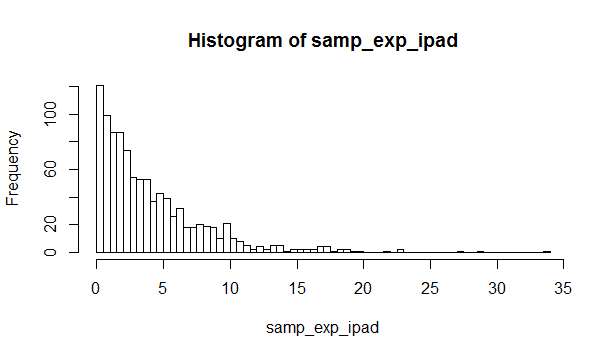 Histogram of samp_exp_ipad
Frequency
100
60
20
0
0 5 10 15 20 25 30 35
samp_exp_ipad